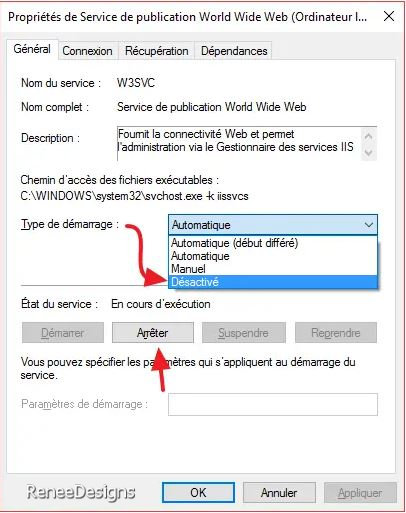 Propriétés de Service de publication World Wide Web (Ordinateur l...
Général Connexion Récupération Dépendances
Nom du service : W3SVC
Nom complet : Service de publication World Wide Web
Description : Fournit la connectivité Web et permet
l'administration via le Gestionnaire des services IIS
Chemin d'accès des fichiers exécutables :
C:\WINDOWS\system32\svchost.exe -k iissvcs
Type de démarrage : Automatique
Automatique (début différé)
Automatique
Manuel
Désactivé
État du service : En cours d'exécution
Démarrer Arrêter Suspendre Reprendre
Vous pouvez spécifier les paramètres qui s'appliquent au démarrage du
service.
Paramètres de démarrage :
ReneeDesigns
OK Annuler Appliquer